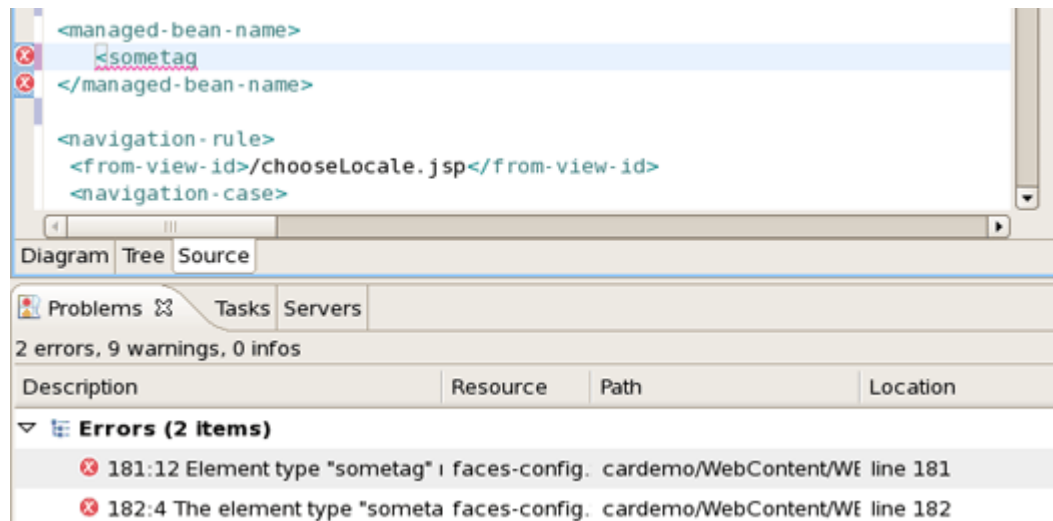 <managed-bean-name>
<sometag
</managed-bean-name>
<navigation-rule>
<from-view-id>/chooseLocale.jsp</from-view-id>
<navigation-case>
Diagram Tree Source
Problems Tasks Servers
2 errors, 9 warnings, 0 infos
Description Resource Path Location
Errors (2 items)
181:12 Element type "sometag" faces-config. cardemo/WebContent/WE line 181
182:4 The element type "someta faces-config. cardemo/WebContent/WE line 182